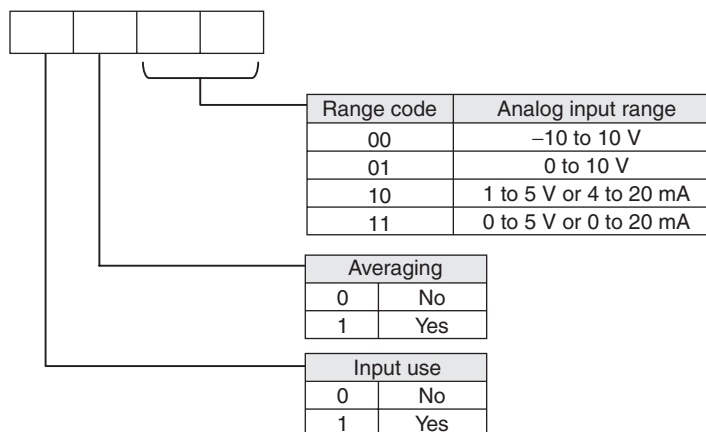 Range code Analog input range
00 –10 to 10 V
01 0 to 10 V
10 1 to 5 V or 4 to 20 mA
11 0 to 5 V or 0 to 20 mA
Averaging
0 No
1 Yes
Input use
0 No
1 Yes